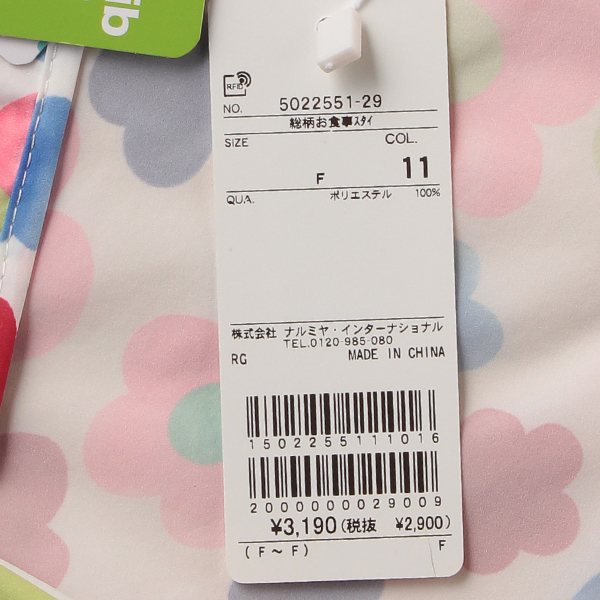 bib
RFID
NO. 5022551-29
総柄お食事ｽﾀｲ
SIZE COL.
F 11
QUA. ポリエステル 100%
株式会社 ナルミヤ・インターナショナル
TEL.0120-985-080
RG MADE IN CHINA
1502255111016
2000000029009
¥3,190(税抜 ¥2,900)
( F～F ) F